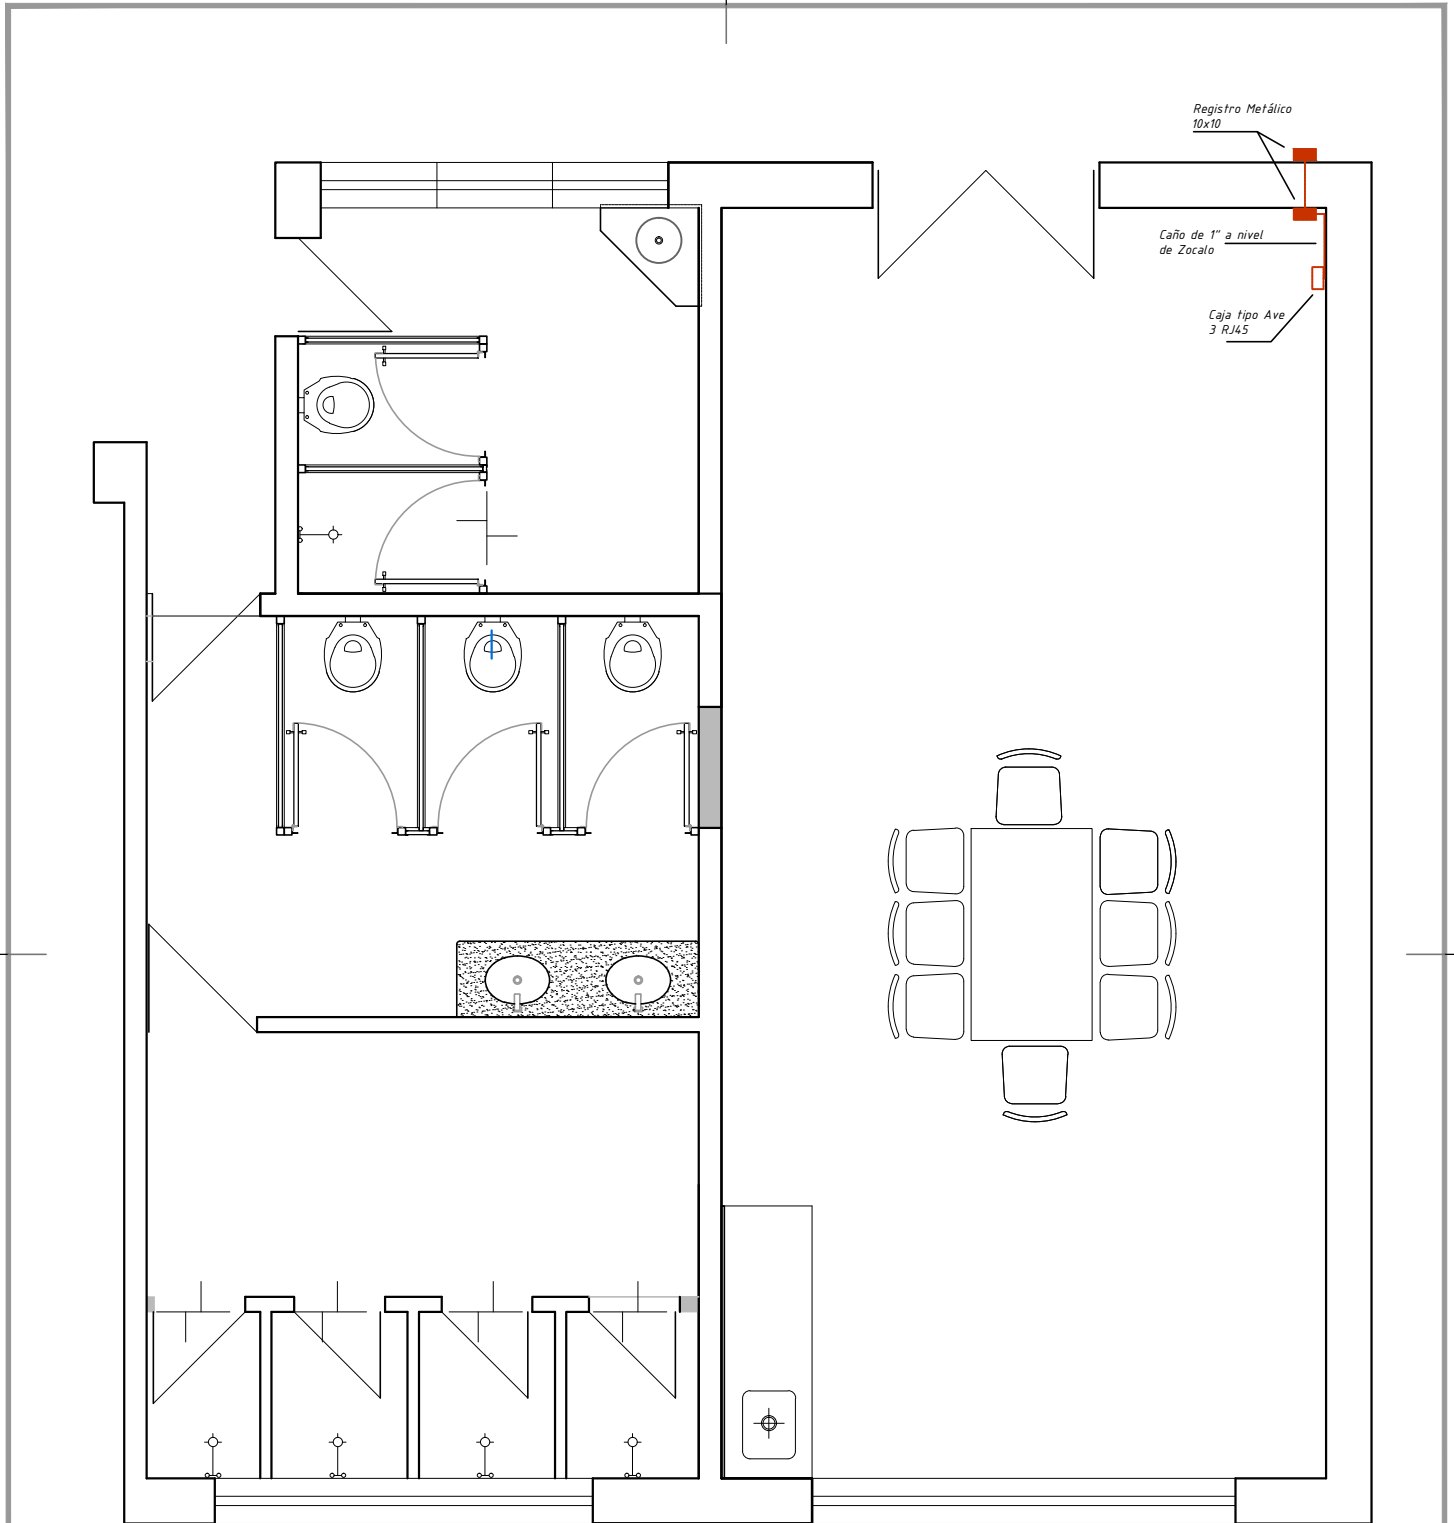 Registro Metálico
10x10
Caño de 1" a nivel
de Zocalo
Caja tipo Ave
3 RJ45